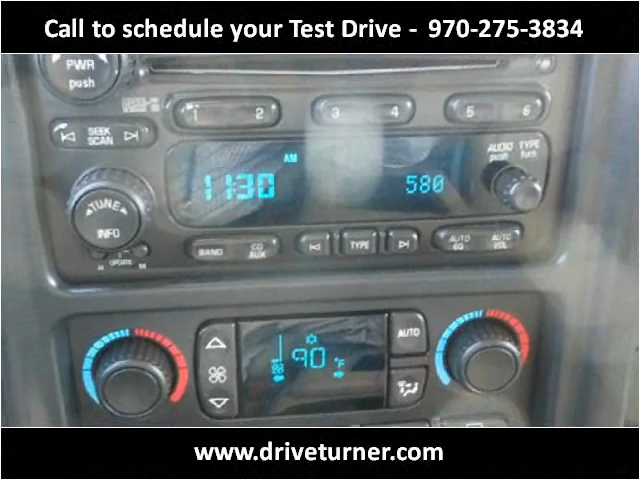 Call to schedule your Test Drive - 970-275-3834
PWR
push
1 2 3 4 5 6
SEEK
SCAN
AM
AUDIO TYPE
push turn
1130 580
TUNE
INFO
BAND
CD
AUX
TYPE
AUTO
EQ
AUTO
VOL
H UPDATE M
AUTO
90 °F
www.driveturner.com